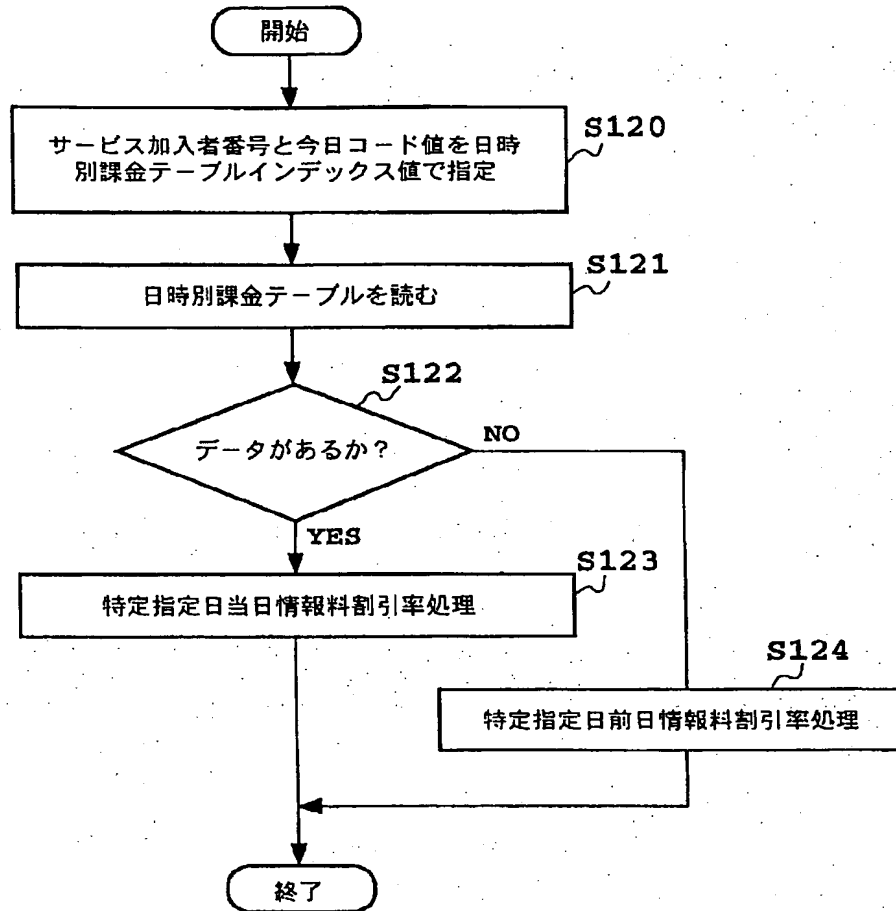 開始
サービス加入者番号と今日コード値を日時
別課金テーブルインデックス値で指定
S120
日時別課金テーブルを読む
S121
データがあるか？
S122
NO
YES
特定指定日当日情報料割引率処理
S123
特定指定日前日情報料割引率処理
S124
終了